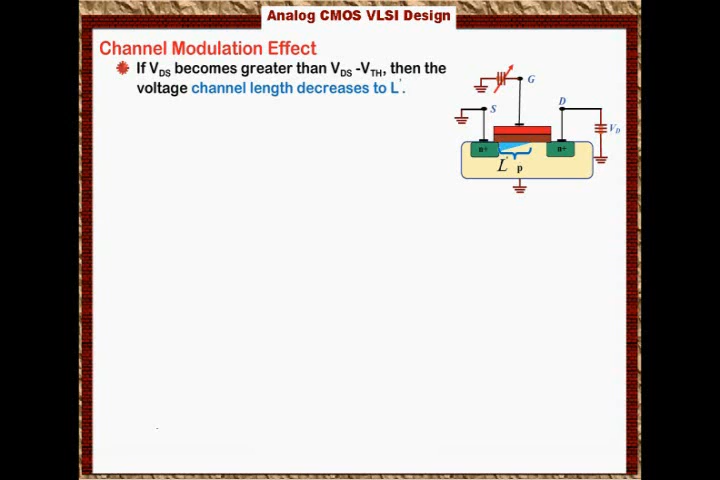 Analog CMOS VLSI Design
Channel Modulation Effect
If VDS becomes greater than VDS -VTH, then the
voltage channel length decreases to L'.
G
S
D
VD
n+
n+
L'
p